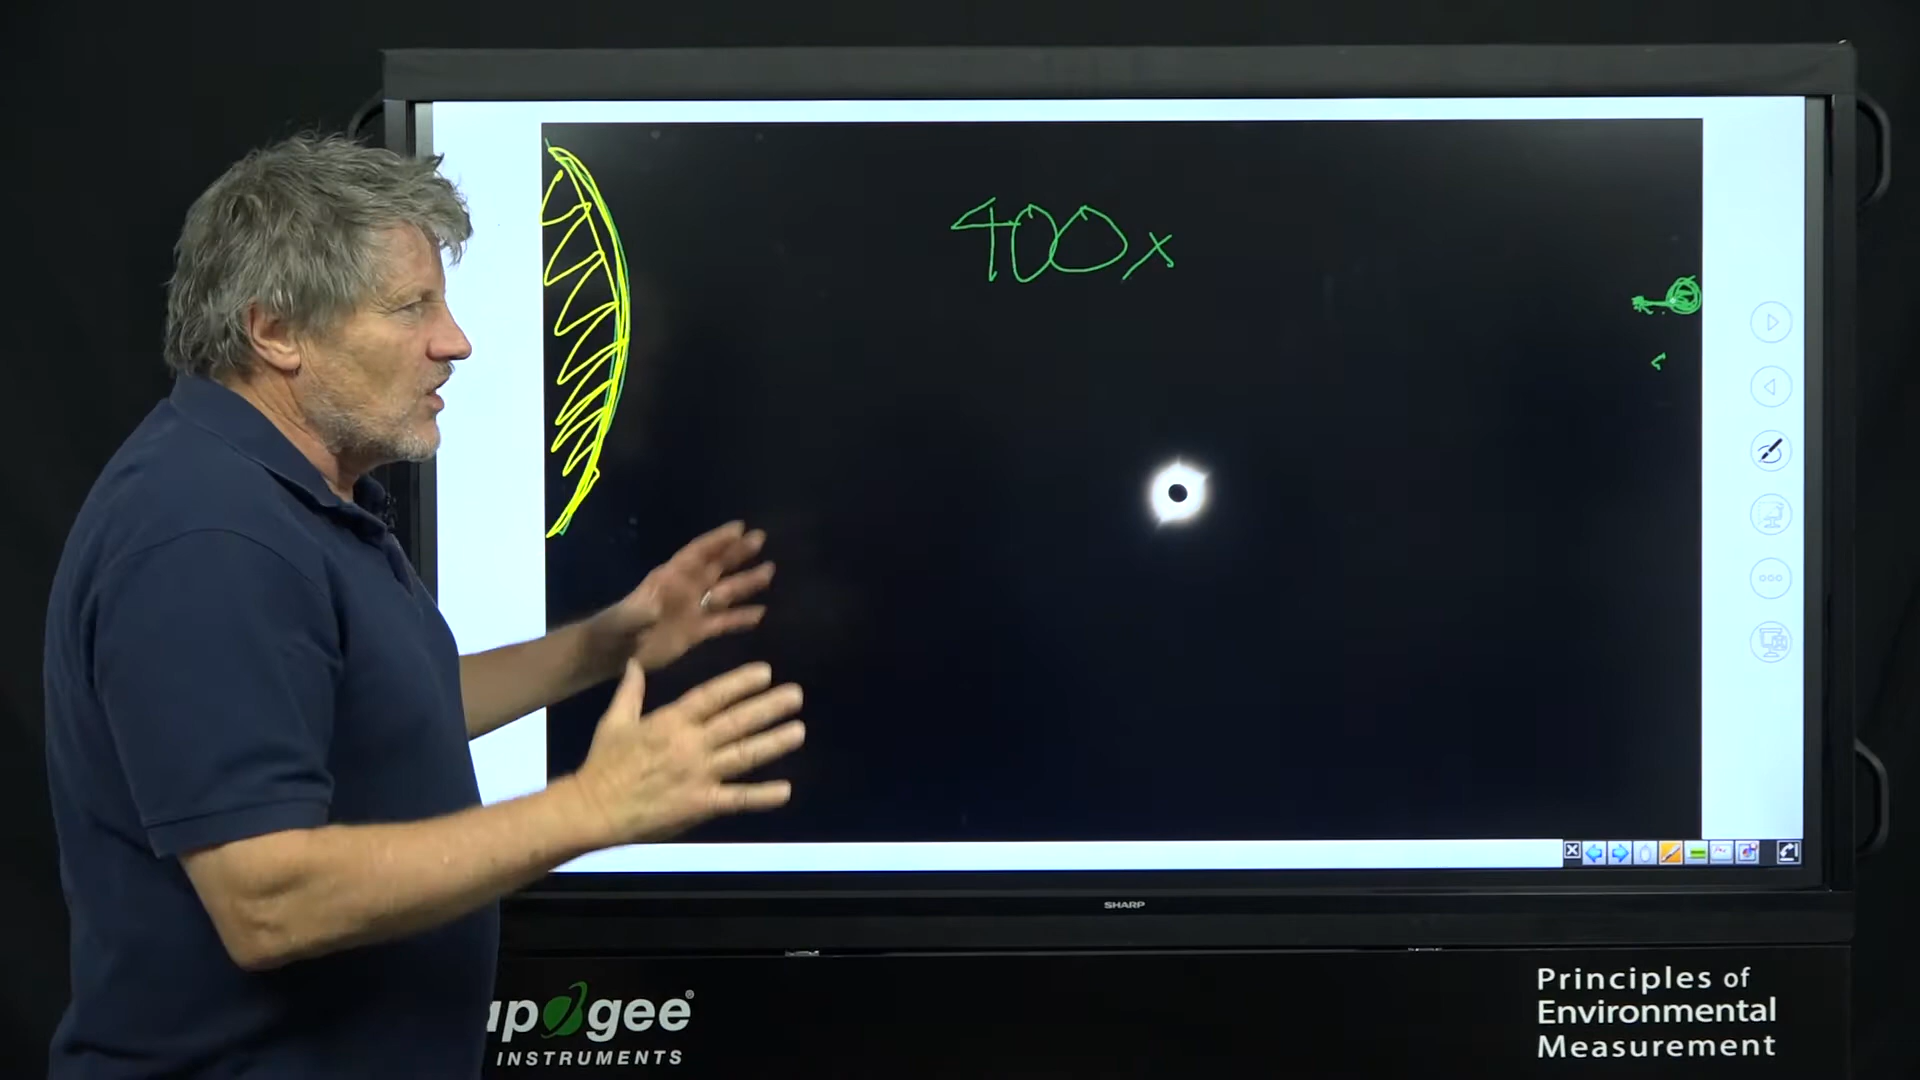 400x
SHARP
apogee®
INSTRUMENTS
Principles of
Environmental
Measurement